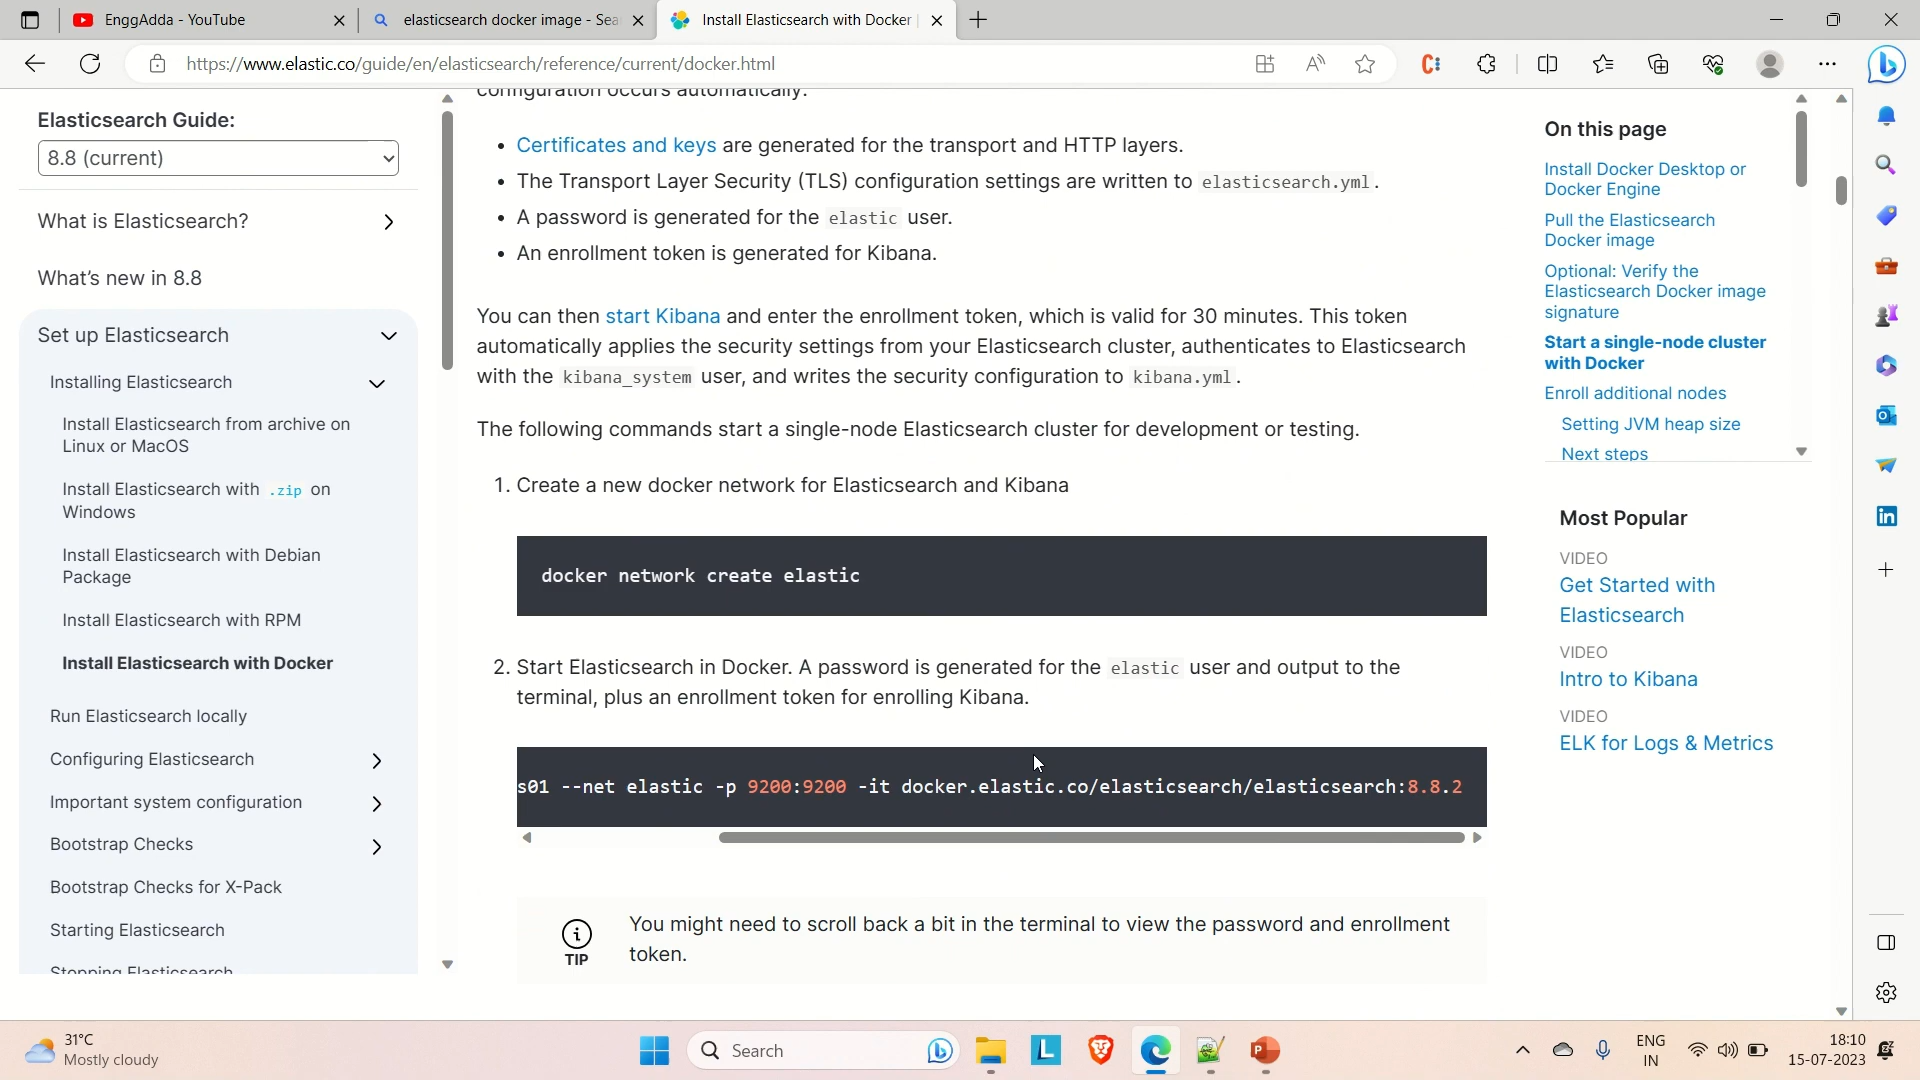 EnggAdda - YouTube
elasticsearch docker image - Sea
Install Elasticsearch with Docker
https://www.elastic.co/guide/en/elasticsearch/reference/current/docker.html
Elasticsearch Guide:
8.8 (current)
What is Elasticsearch?
What's new in 8.8
Set up Elasticsearch
Installing Elasticsearch
Install Elasticsearch from archive on
Linux or MacOS
Install Elasticsearch with .zip on
Windows
Install Elasticsearch with Debian
Package
Install Elasticsearch with RPM
Install Elasticsearch with Docker
Run Elasticsearch locally
Configuring Elasticsearch
Important system configuration
Bootstrap Checks
Bootstrap Checks for X-Pack
Starting Elasticsearch
Stopping Elasticsearch
configuration occurs automatically:
• Certificates and keys are generated for the transport and HTTP layers.
• The Transport Layer Security (TLS) configuration settings are written to elasticsearch.yml.
• A password is generated for the elastic user.
• An enrollment token is generated for Kibana.
You can then start Kibana and enter the enrollment token, which is valid for 30 minutes. This token
automatically applies the security settings from your Elasticsearch cluster, authenticates to Elasticsearch
with the kibana_system user, and writes the security configuration to kibana.yml.
The following commands start a single-node Elasticsearch cluster for development or testing.
1. Create a new docker network for Elasticsearch and Kibana
docker network create elastic
2. Start Elasticsearch in Docker. A password is generated for the elastic user and output to the
terminal, plus an enrollment token for enrolling Kibana.
s01 --net elastic -p 9200:9200 -it docker.elastic.co/elasticsearch/elasticsearch:8.8.2
TIP
You might need to scroll back a bit in the terminal to view the password and enrollment
token.
On this page
Install Docker Desktop or
Docker Engine
Pull the Elasticsearch
Docker image
Optional: Verify the
Elasticsearch Docker image
signature
Start a single-node cluster
with Docker
Enroll additional nodes
Setting JVM heap size
Next steps
Most Popular
VIDEO
Get Started with
Elasticsearch
VIDEO
Intro to Kibana
VIDEO
ELK for Logs & Metrics
31°C
Mostly cloudy
Search
ENG
IN
18:10
15-07-2023